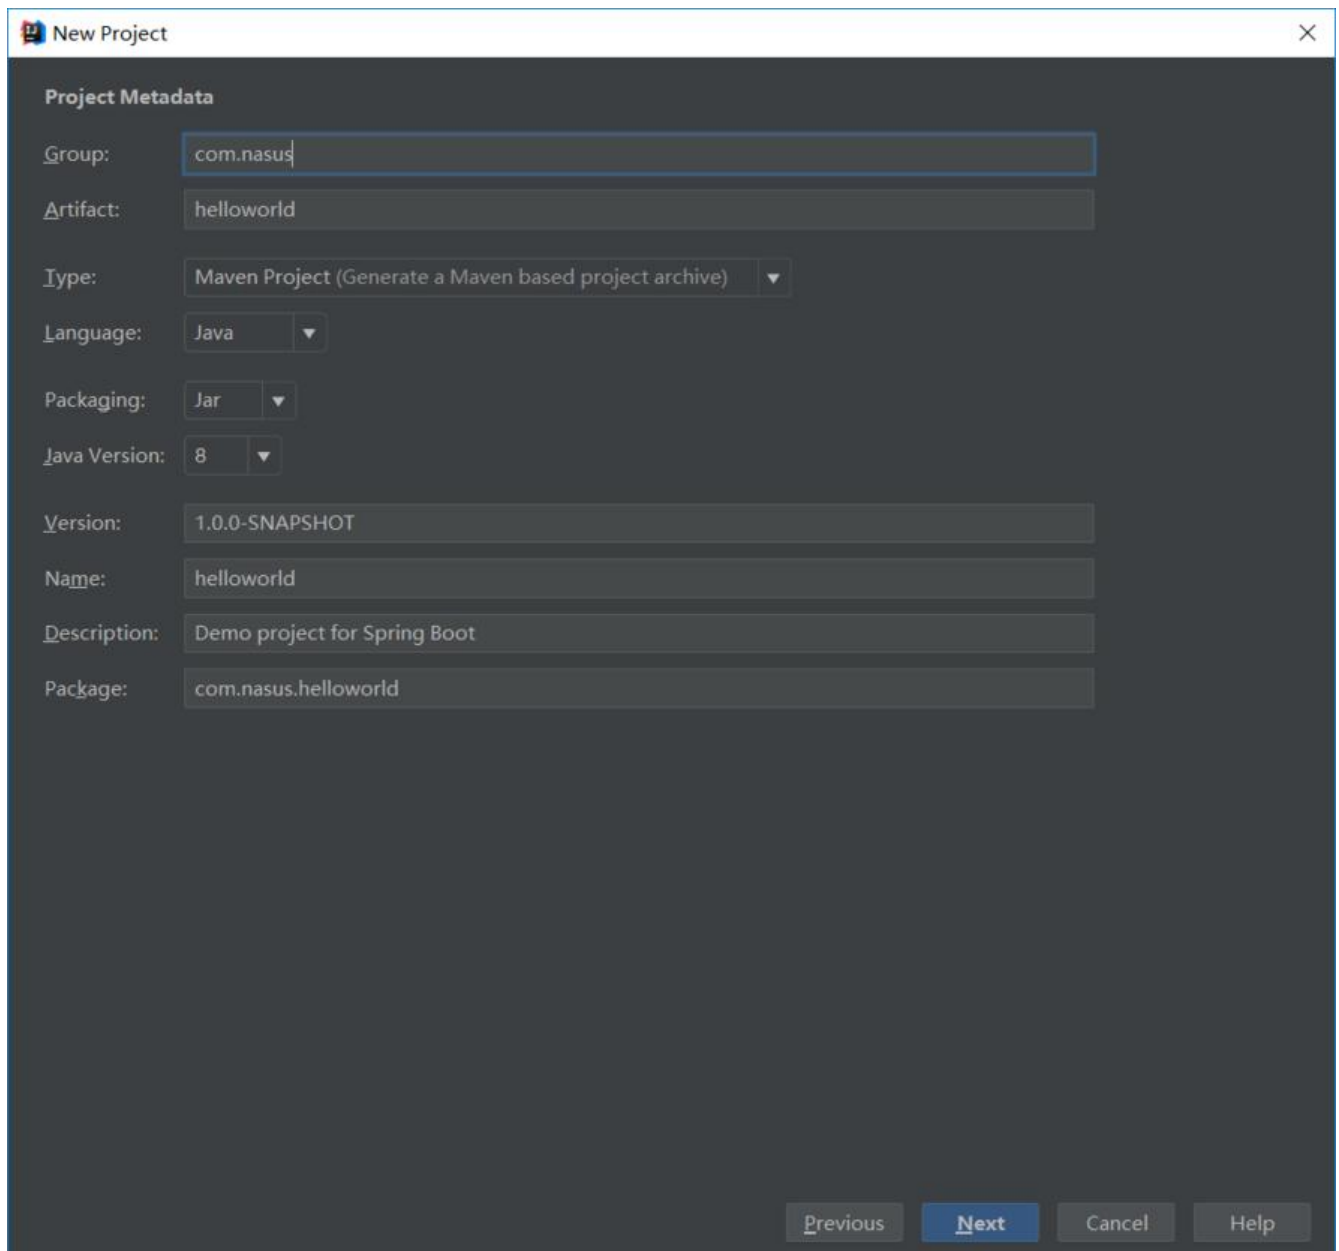 New Project
Project Metadata
Group: com.nasus
Artifact: helloworld
Type: Maven Project (Generate a Maven based project archive)
Language: Java
Packaging: Jar
Java Version: 8
Version: 1.0.0-SNAPSHOT
Name: helloworld
Description: Demo project for Spring Boot
Package: com.nasus.helloworld
Previous Next Cancel Help